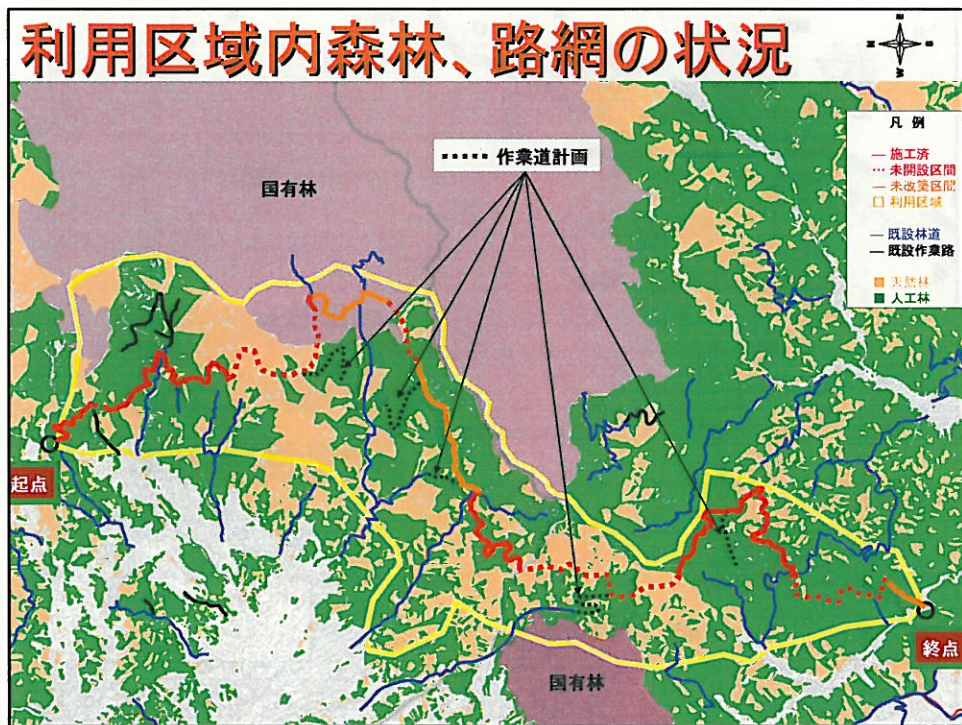 利用区域内森林、路網の状況
凡例
施工済
未開設区間
未改築区間
利用区域
既設林道
既設作業路
天然林
人工林
作業道計画
国有林
起点
終点
国有林